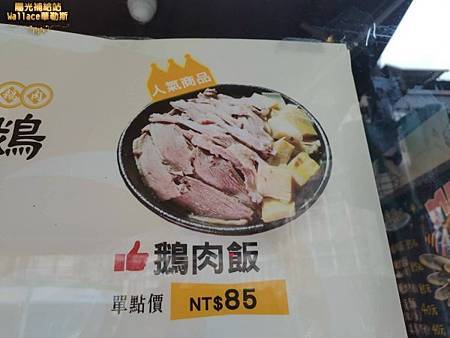 陽光補給站
Wallace華勒斯
人氣商品
鵝
鵝肉飯
單點價 NT$85